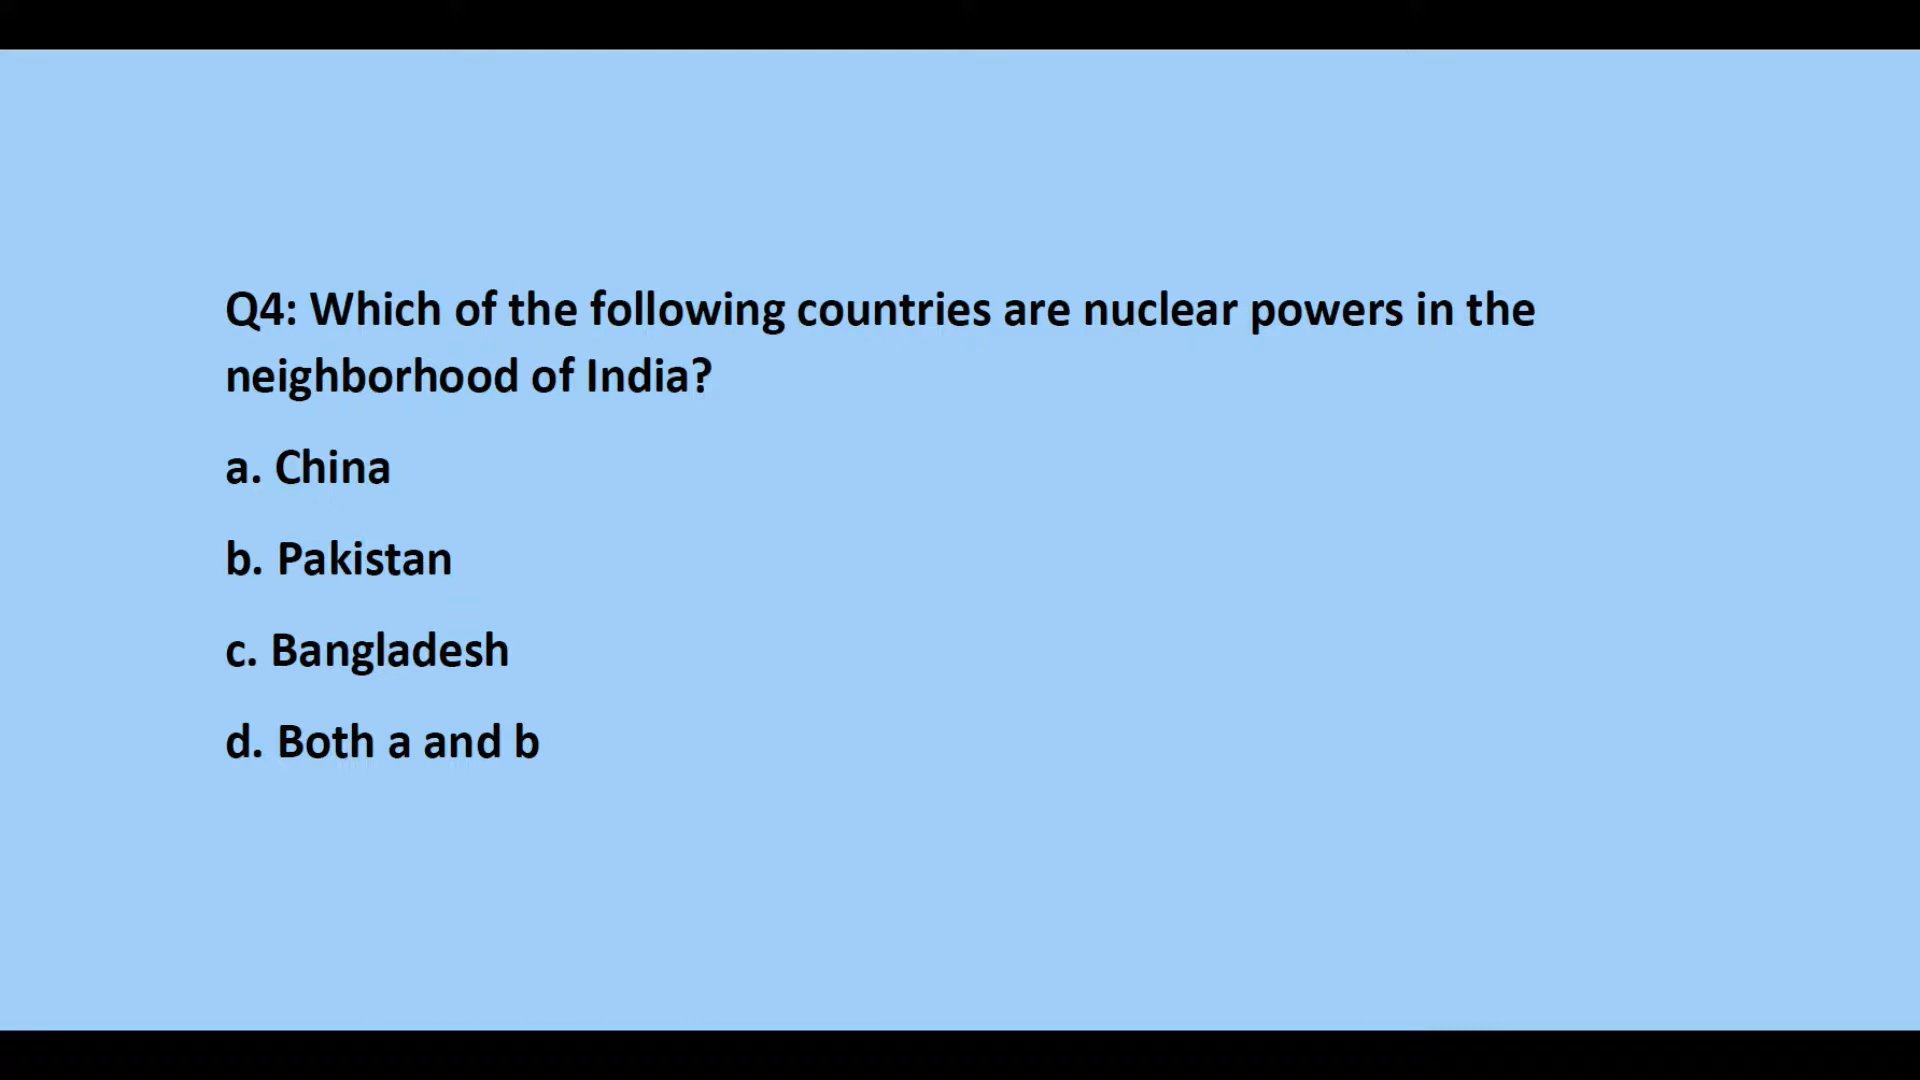 Q4: Which of the following countries are nuclear powers in the
neighborhood of India?
a. China
b. Pakistan
c. Bangladesh
d. Both a and b